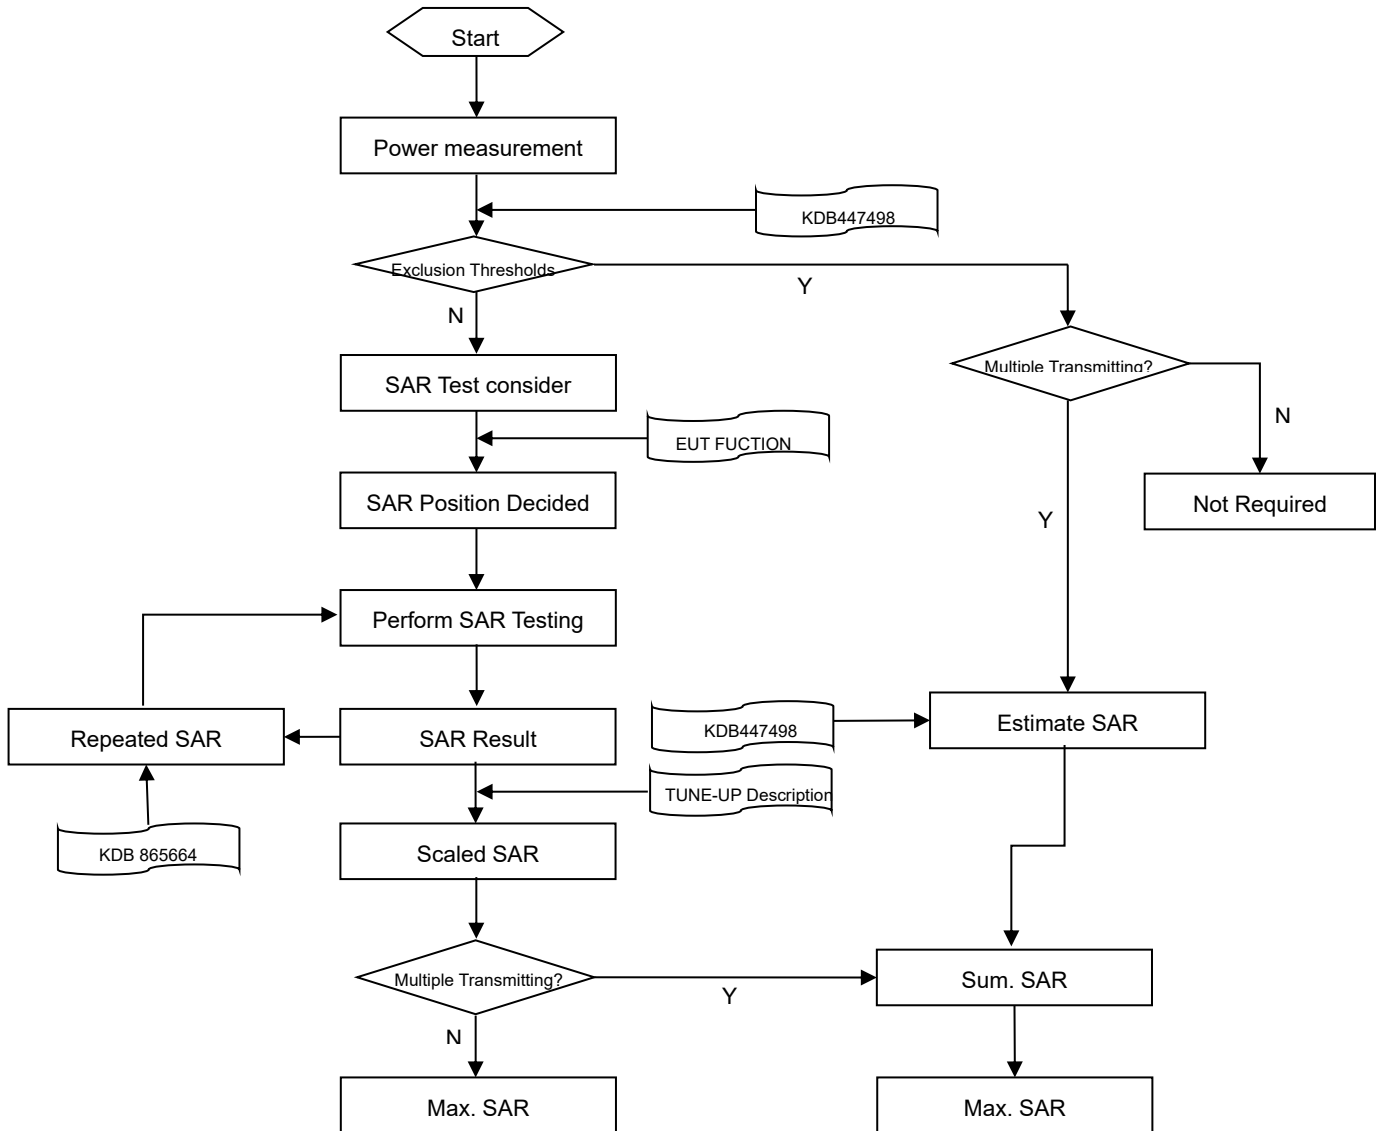 Start
Power measurement
KDB447498
Exclusion Thresholds
Y
N
Multiple Transmitting?
SAR Test consider
N
EUT FUCTION
SAR Position Decided
Not Required
Y
Perform SAR Testing
Repeated SAR
SAR Result
KDB447498
Estimate SAR
TUNE-UP Description
KDB 865664
Scaled SAR
Multiple Transmitting?
Y
Sum. SAR
N
Max. SAR
Max. SAR